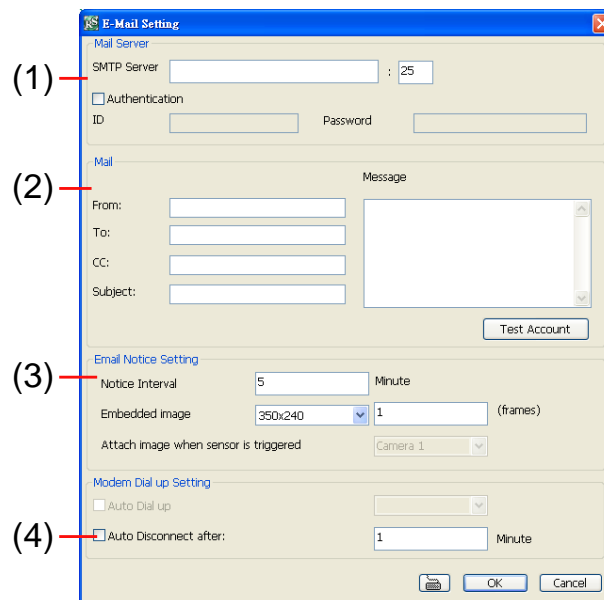 E-Mail Setting
Mail Server
(1)
SMTP Server : 25
Authentication
ID Password
Mail
(2)
Message
From:
To:
CC:
Subject:
Test Account
Email Notice Setting
(3)
Notice Interval 5 Minute
Embedded image 350x240 1 (frames)
Attach image when sensor is triggered Camera 1
Modem Dial up Setting
Auto Dial up
(4)
Auto Disconnect after: 1 Minute
OK Cancel